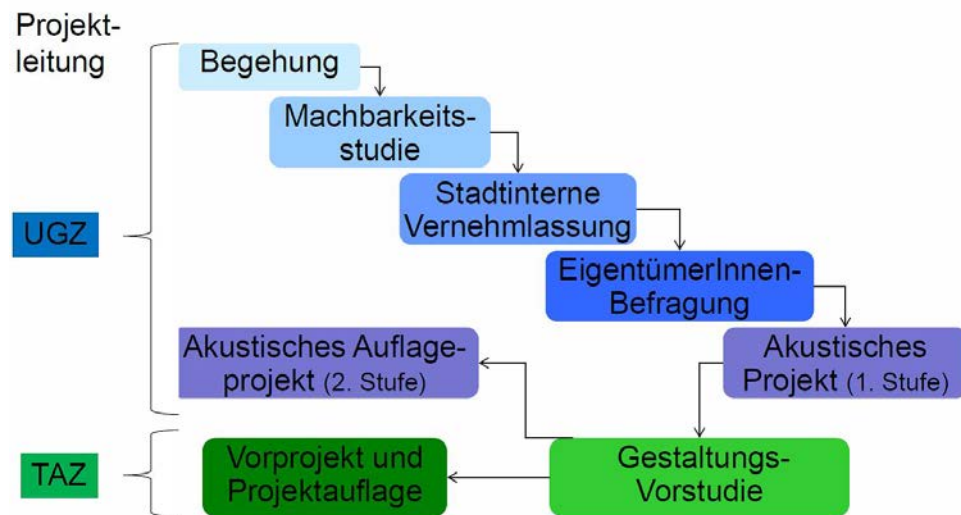 Projekt-
leitung
Begehung
Machbarkeits-
studie
Stadtinterne
Vernehmlassung
UGZ
EigentümerInnen-
Befragung
Akustisches Auflage-
projekt (2. Stufe)
Akustisches
Projekt (1. Stufe)
TAZ
Vorprojekt und
Projektauflage
Gestaltungs-
Vorstudie